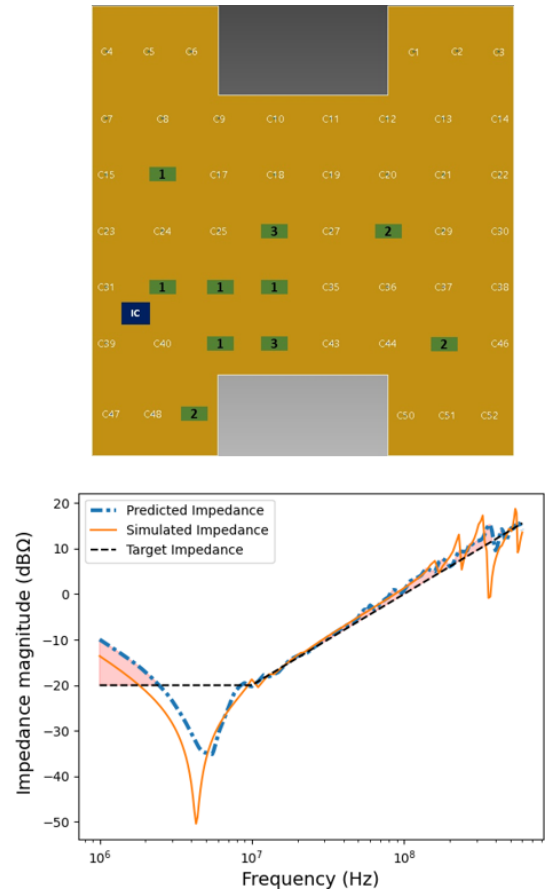 C4 C5 C6 C1 C2 C3
C7 C8 C9 C10 C11 C12 C13 C14
C15 1 C17 C18 C19 C20 C21 C22
C23 C24 C25 3 C27 2 C29 C30
C31 1 1 1 C35 C36 C37 C38
IC
C39 C40 1 3 C43 C44 2 C46
C47 C48 2 C50 C51 C52
20
10
0
-10
-20
-30
-40
-50
Impedance magnitude (dBΩ)
Predicted Impedance
Simulated Impedance
Target Impedance
10⁶ 10⁷ 10⁸
Frequency (Hz)